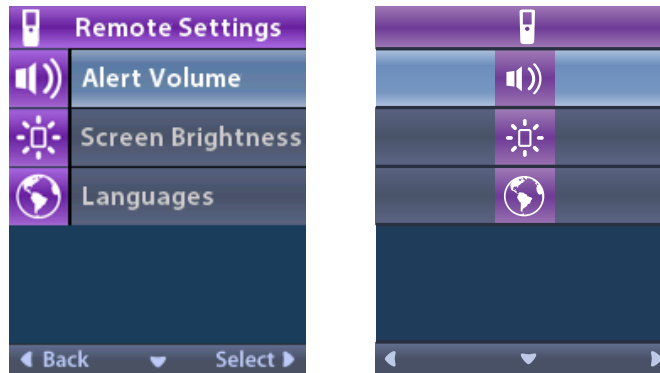 Remote Settings
Alert Volume
Screen Brightness
Languages
Back Select